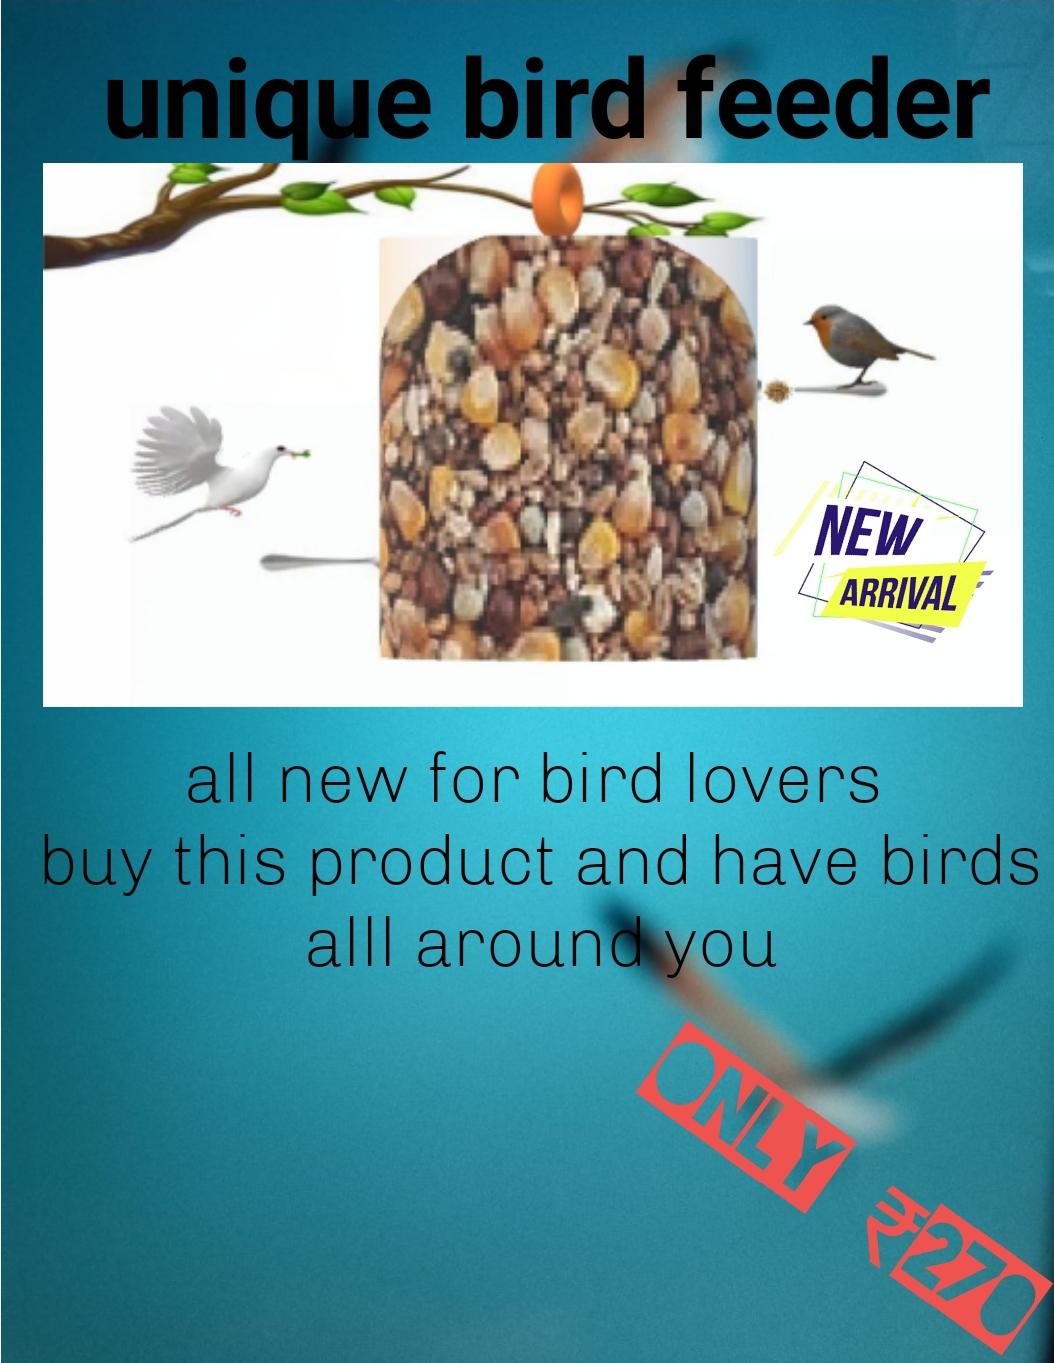 unique bird feeder
NEW
ARRIVAL
all new for bird lovers
buy this product and have birds
alll around you
ONLY
₹270